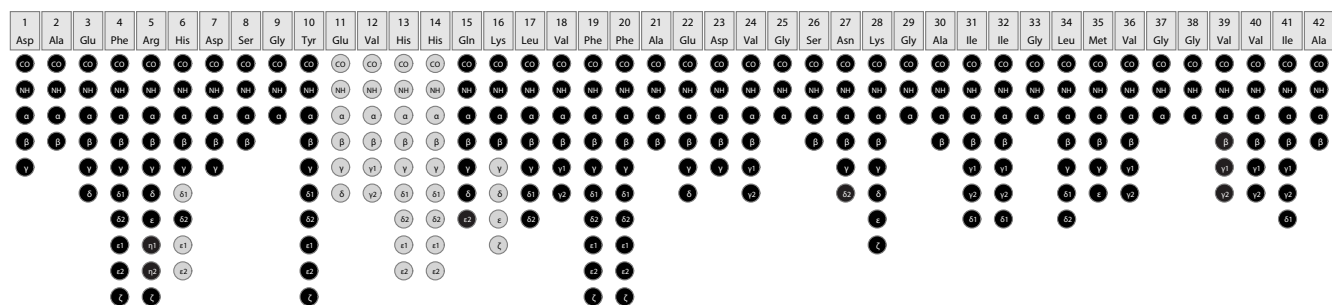 1 2 3 4 5 6 7 8 9 10 11 12 13 14 15 16 17 18 19 20 21 22 23 24 25 26 27 28 29 30 31 32 33 34 35 36 37 38 39 40 41 42
Asp Ala Glu Phe Arg His Asp Ser Gly Tyr Glu Val His His Gln Lys Leu Val Phe Phe Ala Glu Asp Val Gly Ser Asn Lys Gly Ala Ile Ile Gly Leu Met Val Gly Gly Val Val Ile Ala
CO CO CO CO CO CO CO CO CO CO CO CO CO CO CO CO CO CO CO CO CO CO CO CO CO CO CO CO CO CO CO CO CO CO CO CO CO CO CO CO CO CO
NH NH NH NH NH NH NH NH NH NH NH NH NH NH NH NH NH NH NH NH NH NH NH NH NH NH NH NH NH NH NH NH NH NH NH NH NH NH NH NH NH NH
α α α α α α α α α α α α α α α α α α α α α α α α α α α α α α α α α α α α α α α α α α
β β β β β β β β β β β β β β β β β β β β β β β β β β β β β β β β β β β β
γ γ γ γ γ γ γ γ γ1 γ γ γ γ γ γ1 γ γ γ γ γ1 γ γ γ1 γ1 γ γ γ1 γ1 γ1 γ1
δ δ1 δ δ1 δ1 δ γ2 δ1 δ1 δ δ δ1 γ2 δ1 δ1 δ γ2 δ2 δ γ2 γ2 δ1 ε γ2 γ2 γ2 γ2
δ2 ε δ2 δ2 δ2 δ2 ε2 ε δ2 δ2 δ2 ε δ1 δ1 δ2 δ1
ε1 η1 ε1 ε1 ε1 ε1 ζ ε1 ε1 ζ
ε2 η2 ε2 ε2 ε2 ε2 ε2 ε2
ζ ζ ζ ζ ζ